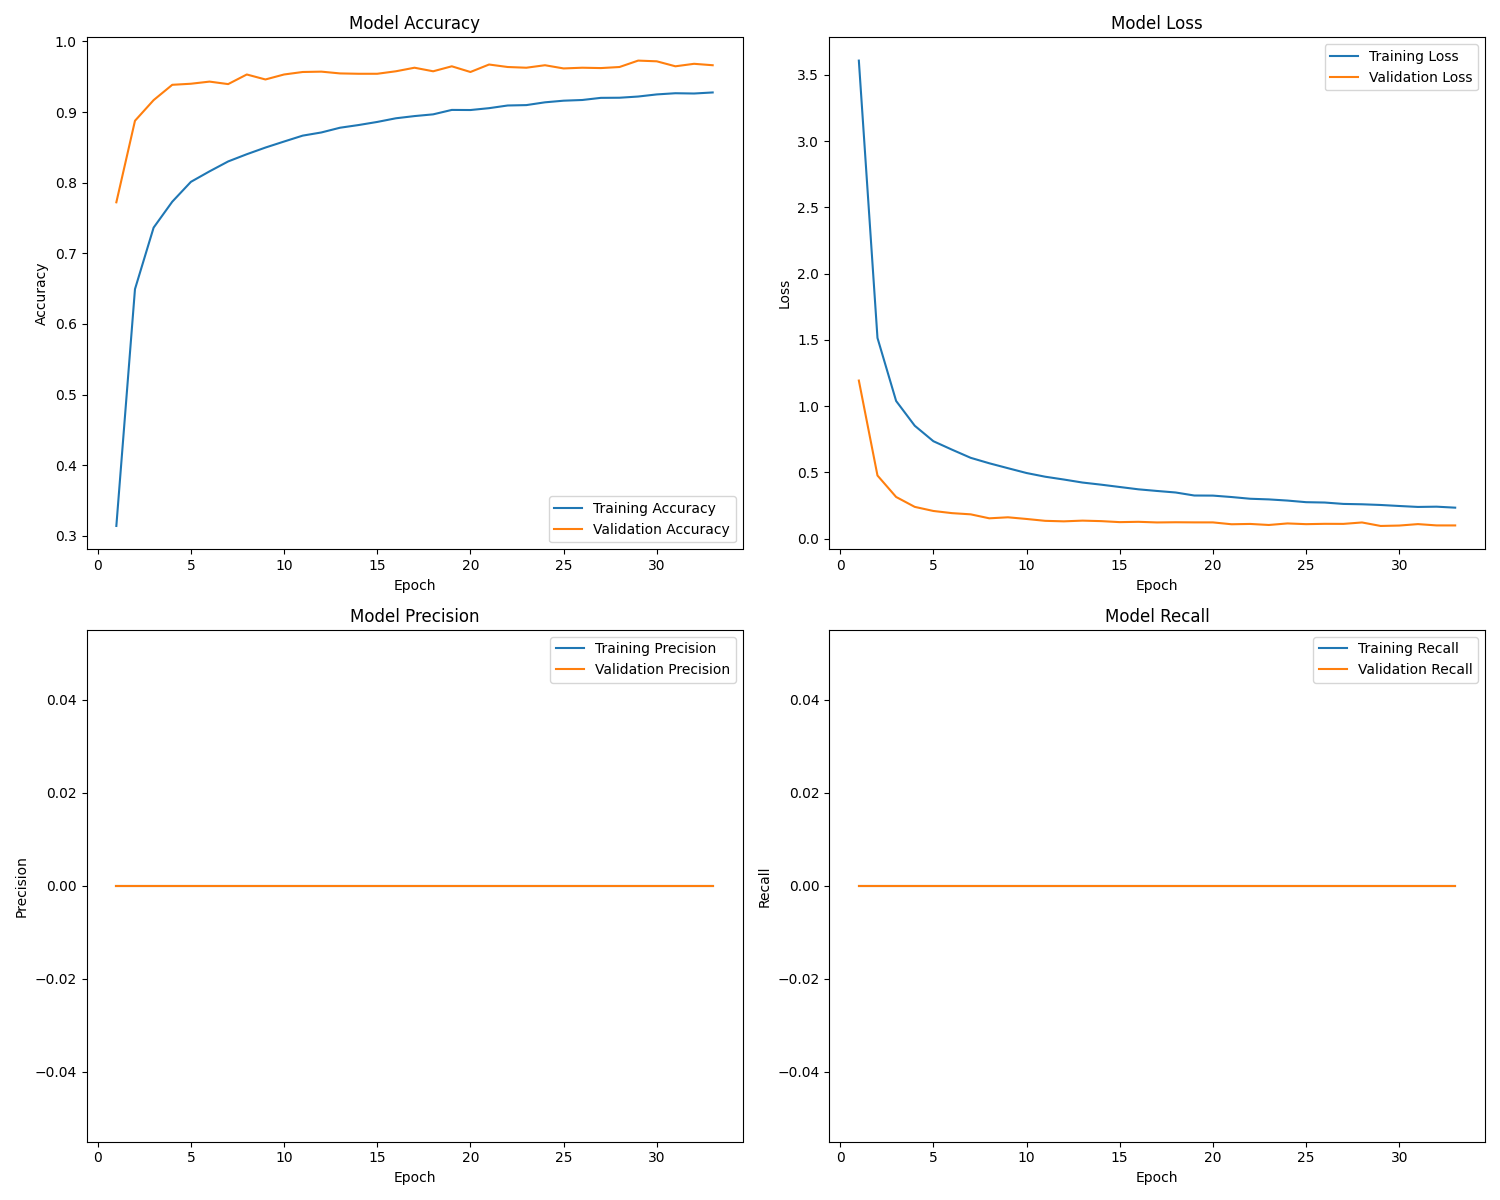 Model Accuracy
1.0
0.9
0.8
0.7
0.6
0.5
0.4
0.3
Accuracy
Training Accuracy
Validation Accuracy
0 5 10 15 20 25 30
Epoch
Model Loss
3.5
3.0
2.5
2.0
1.5
1.0
0.5
0.0
Loss
Training Loss
Validation Loss
0 5 10 15 20 25 30
Epoch
Model Precision
0.04
0.02
0.00
−0.02
−0.04
Precision
Training Precision
Validation Precision
0 5 10 15 20 25 30
Epoch
Model Recall
0.04
0.02
0.00
−0.02
−0.04
Recall
Training Recall
Validation Recall
0 5 10 15 20 25 30
Epoch